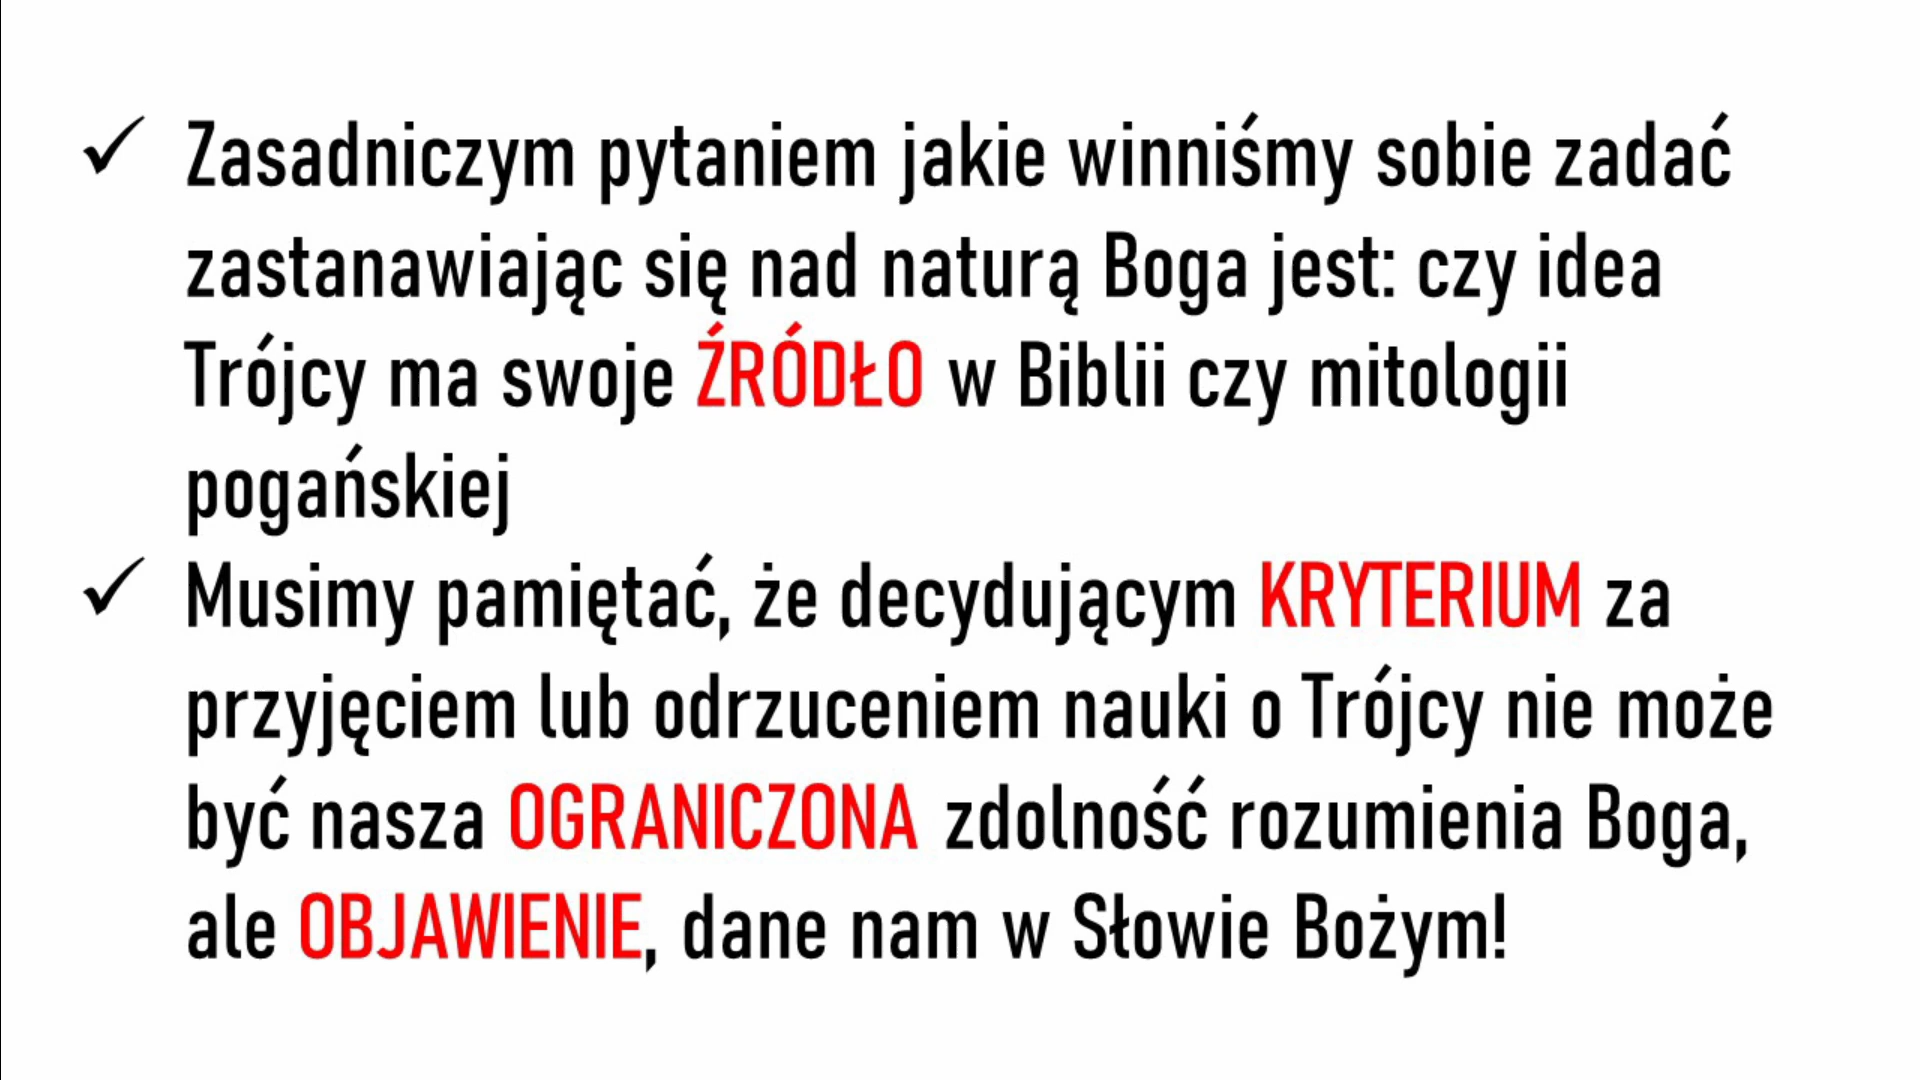 ✓ Zasadniczym pytaniem jakie winniśmy sobie zadać
zastanawiając się nad naturą Boga jest: czy idea
Trójcy ma swoje ŹRÓDŁO w Biblii czy mitologii
pogańskiej
✓ Musimy pamiętać, że decydującym KRYTERIUM za
przyjęciem lub odrzuceniem nauki o Trójcy nie może
być nasza OGRANICZONA zdolność rozumienia Boga,
ale OBJAWIENIE, dane nam w Słowie Bożym!